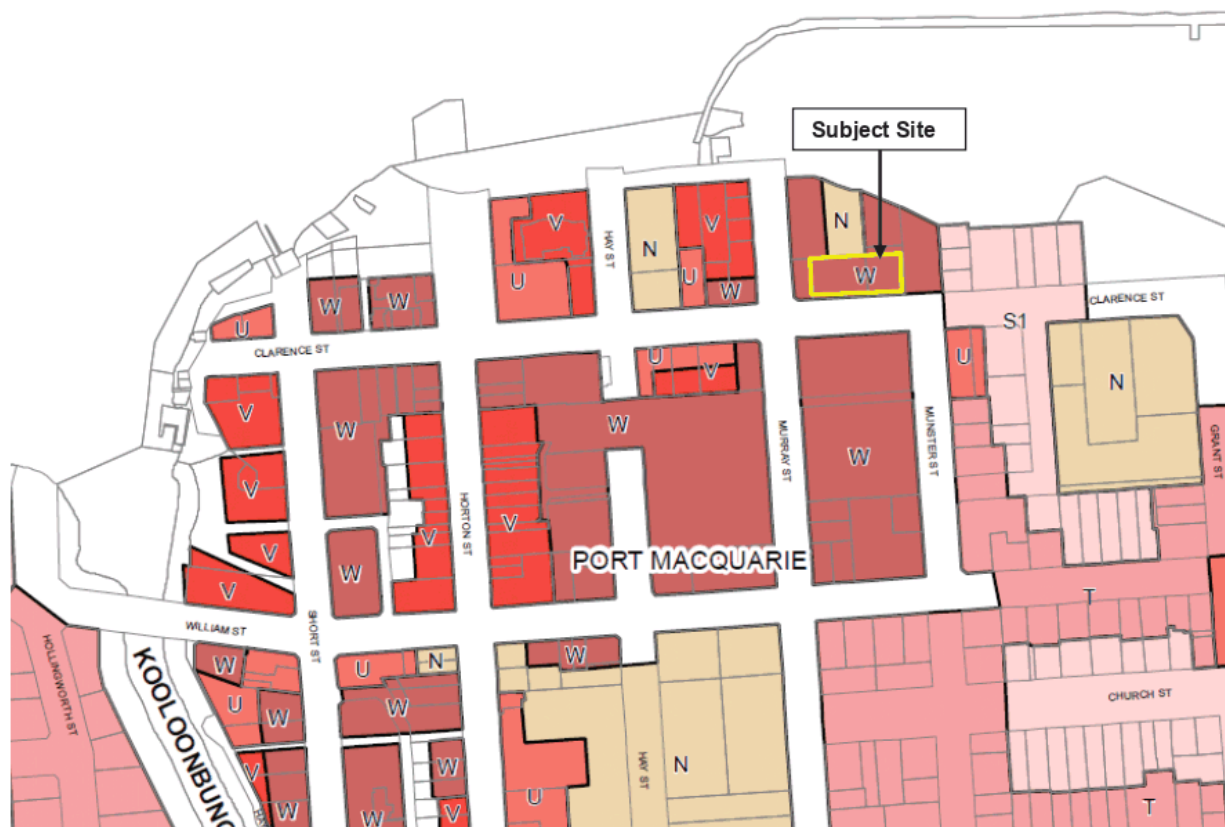 Subject Site
V
HAY ST
N
V
N
U
U
W
W
W
W
U
CLARENCE ST
CLARENCE ST
S1
U
V
U
N
V
W
W
W
V
HORTON ST
V
MURRAY ST
MUNSTER ST
GRANT ST
V
V
W
PORT MACQUARIE
V
T
WILLIAM ST
SHORT ST
HOLLINGWORTH ST
KOOLOONBUNG
W
U
N
W
U
W
W
CHURCH ST
V
W
HAY ST
N
W
W
V
U
T